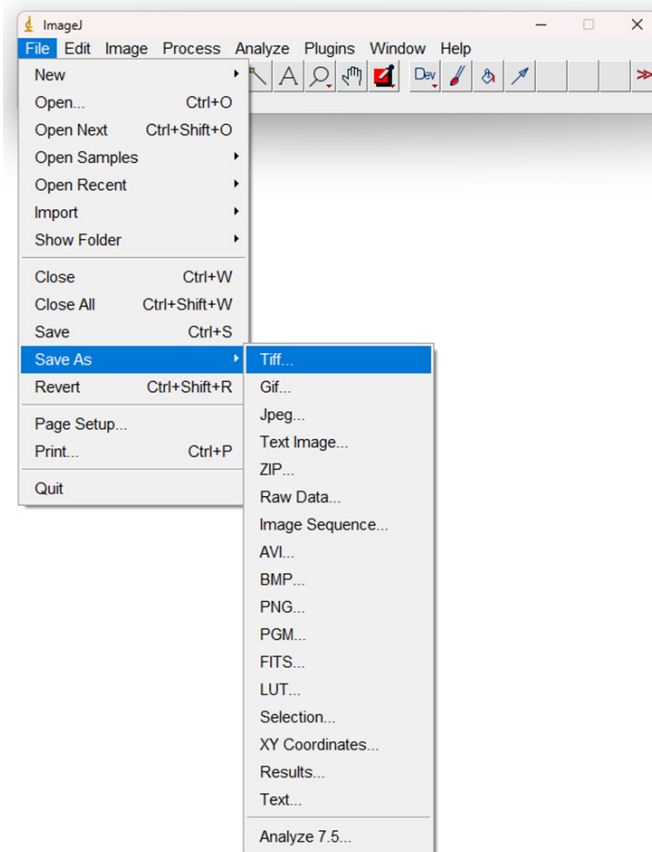 ImageJ
File Edit Image Process Analyze Plugins Window Help
A Dev
New
Open... Ctrl+O
Open Next Ctrl+Shift+O
Open Samples
Open Recent
Import
Show Folder
Close Ctrl+W
Close All Ctrl+Shift+W
Save Ctrl+S
Save As
Revert Ctrl+Shift+R
Page Setup...
Print... Ctrl+P
Quit
Tiff...
Gif...
Jpeg...
Text Image...
ZIP...
Raw Data...
Image Sequence...
AVI...
BMP...
PNG...
PGM...
FITS...
LUT...
Selection...
XY Coordinates...
Results...
Text...
Analyze 7.5...